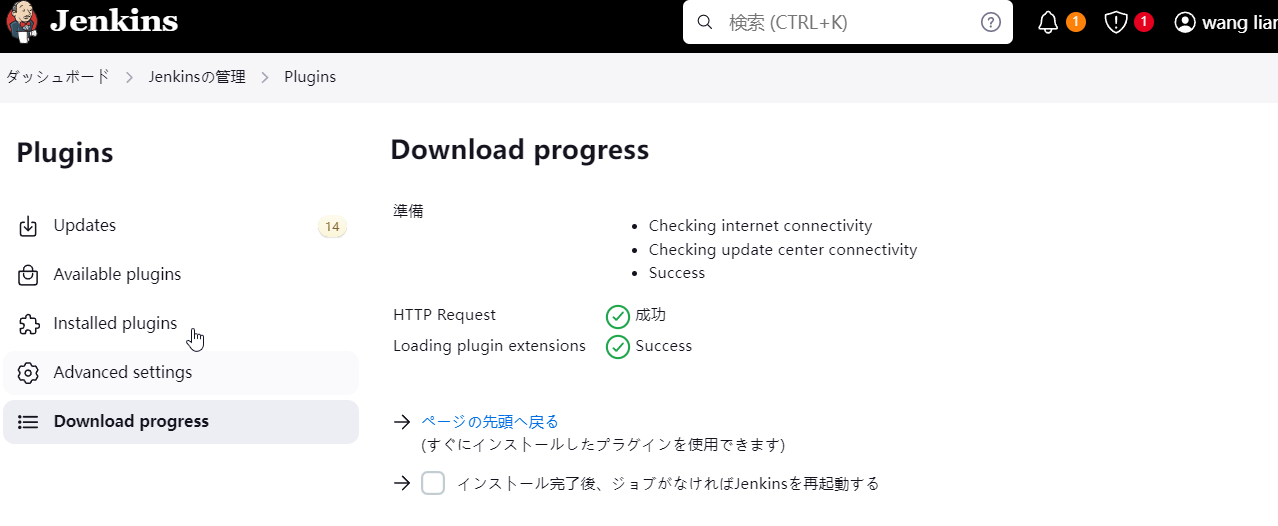 Jenkins
検索 (CTRL+K)
1
1
wang lian
ダッシュボード
Jenkinsの管理
Plugins
Plugins
Updates
14
Available plugins
Installed plugins
Advanced settings
Download progress
Download progress
準備
Checking internet connectivity
Checking update center connectivity
Success
HTTP Request
成功
Loading plugin extensions
Success
ページの先頭へ戻る
(すぐにインストールしたプラグインを使用できます)
インストール完了後、ジョブがなければJenkinsを再起動する